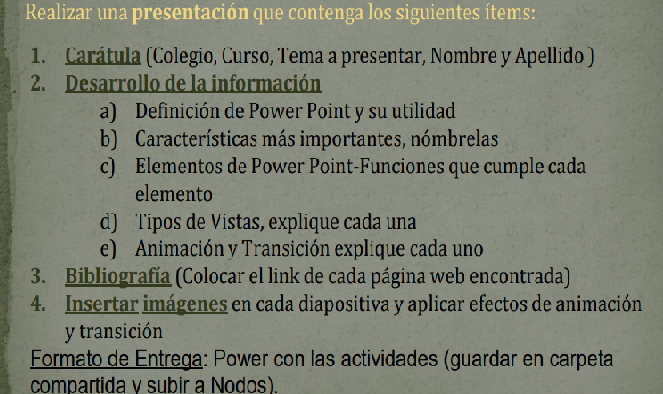 Realizar una presentación que contenga los siguientes ítems:
1. Carátula (Colegio, Curso, Tema a presentar, Nombre y Apellido )
2. Desarrollo de la información
a) Definición de Power Point y su utilidad
b) Características más importantes, nómbrelas
c) Elementos de Power Point-Funciones que cumple cada
elemento
d) Tipos de Vistas, explique cada una
e) Animación y Transición explique cada uno
3. Bibliografía (Colocar el link de cada página web encontrada)
4. Insertar imágenes en cada diapositiva y aplicar efectos de animación
y transición
Formato de Entrega: Power con las actividades (guardar en carpeta
compartida y subir a Nodos).